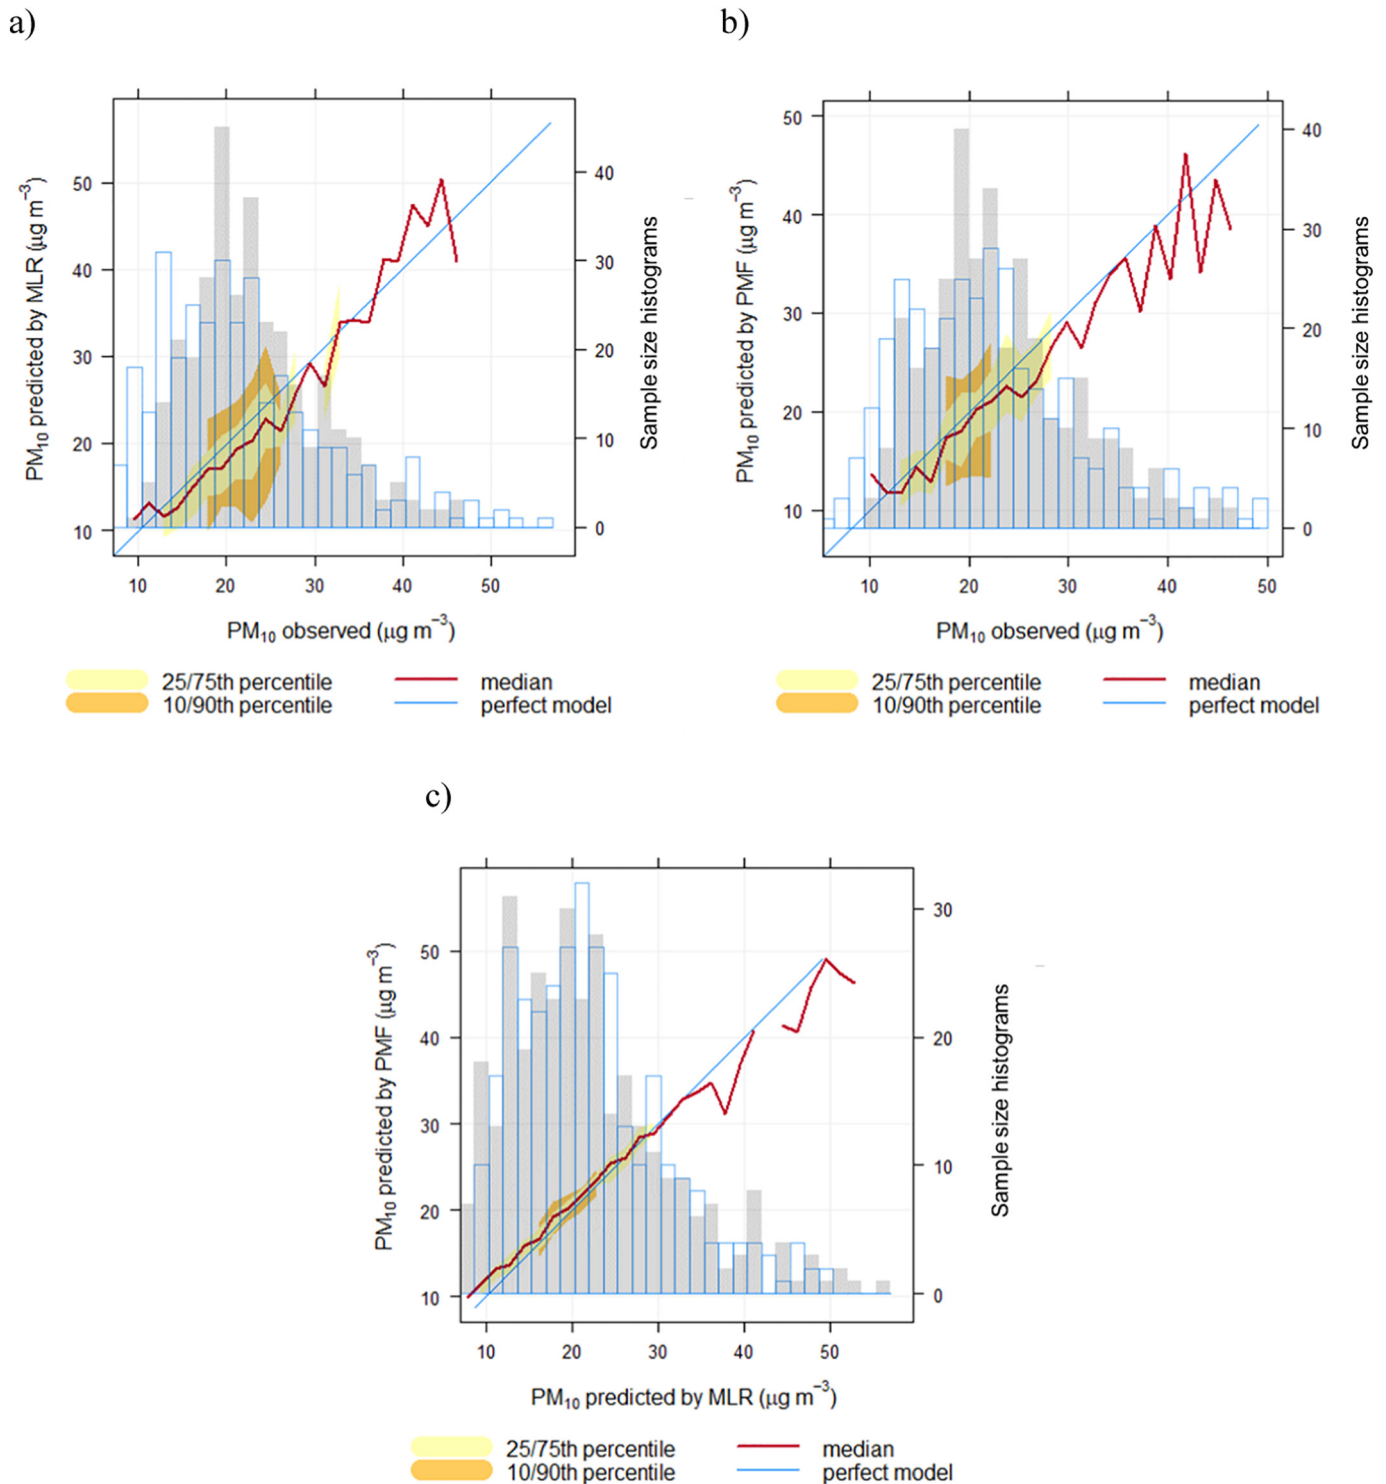 a)
b)
PM₁₀ predicted by MLR (μg m⁻³)
50
40
30
20
10
40
30
20
10
0
Sample size histograms
10 20 30 40 50
PM₁₀ observed (μg m⁻³)
25/75th percentile
10/90th percentile
median
perfect model
PM₁₀ predicted by PMF (μg m⁻³)
50
40
30
20
10
40
30
20
10
0
Sample size histograms
10 20 30 40 50
PM₁₀ observed (μg m⁻³)
25/75th percentile
10/90th percentile
median
perfect model
c)
PM₁₀ predicted by PMF (μg m⁻³)
50
40
30
20
10
30
20
10
0
Sample size histograms
10 20 30 40 50
PM₁₀ predicted by MLR (μg m⁻³)
25/75th percentile
10/90th percentile
median
perfect model